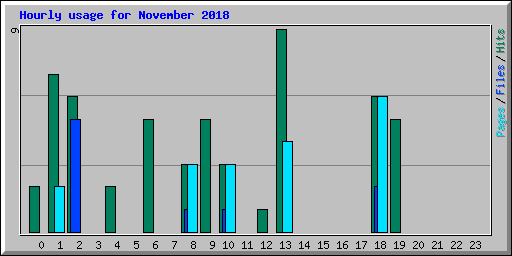 Hourly usage for November 2018
9
Pages/Files/Hits
0 1 2 3 4 5 6 7 8 9 10 11 12 13 14 15 16 17 18 19 20 21 22 23